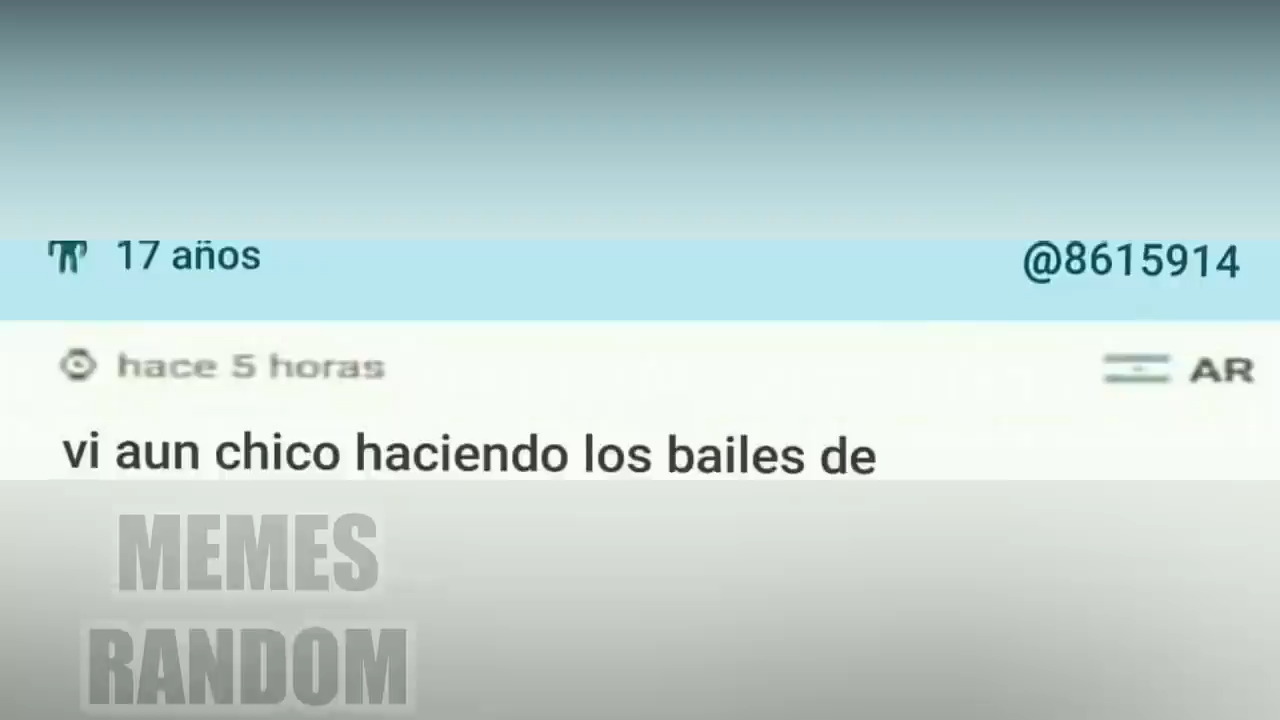 17 años
@8615914
hace 5 horas
AR
vi aun chico haciendo los bailes de
MEMES
RANDOM